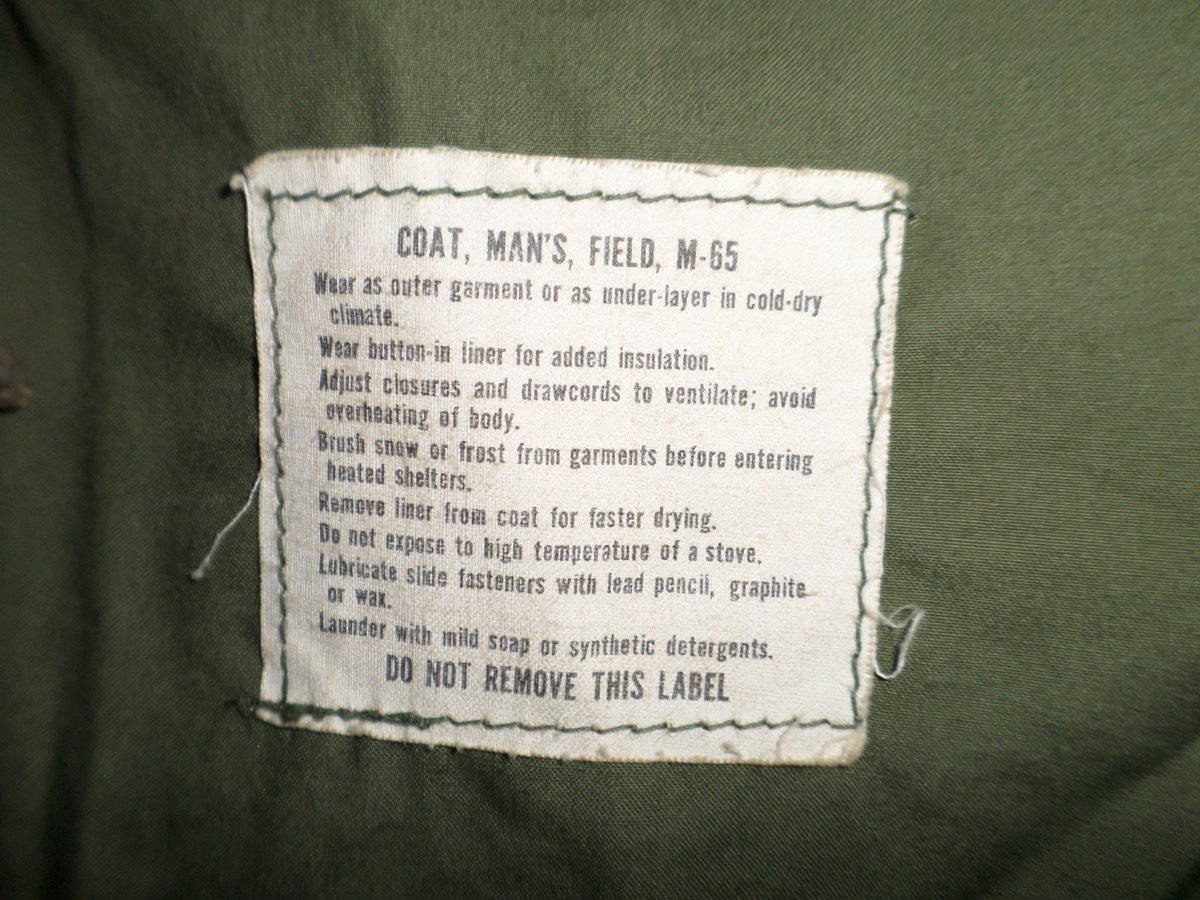 COAT, MAN'S, FIELD, M-65
Wear as outer garment or as under-layer in cold-dry
climate.
Wear button-in liner for added insulation.
Adjust closures and drawcords to ventilate; avoid
overheating of body.
Brush snow or frost from garments before entering
heated shelters.
Remove liner from coat for faster drying.
Do not expose to high temperature of a stove.
Lubricate slide fasteners with lead pencil, graphite
or wax.
Launder with mild soap or synthetic detergents.
DO NOT REMOVE THIS LABEL